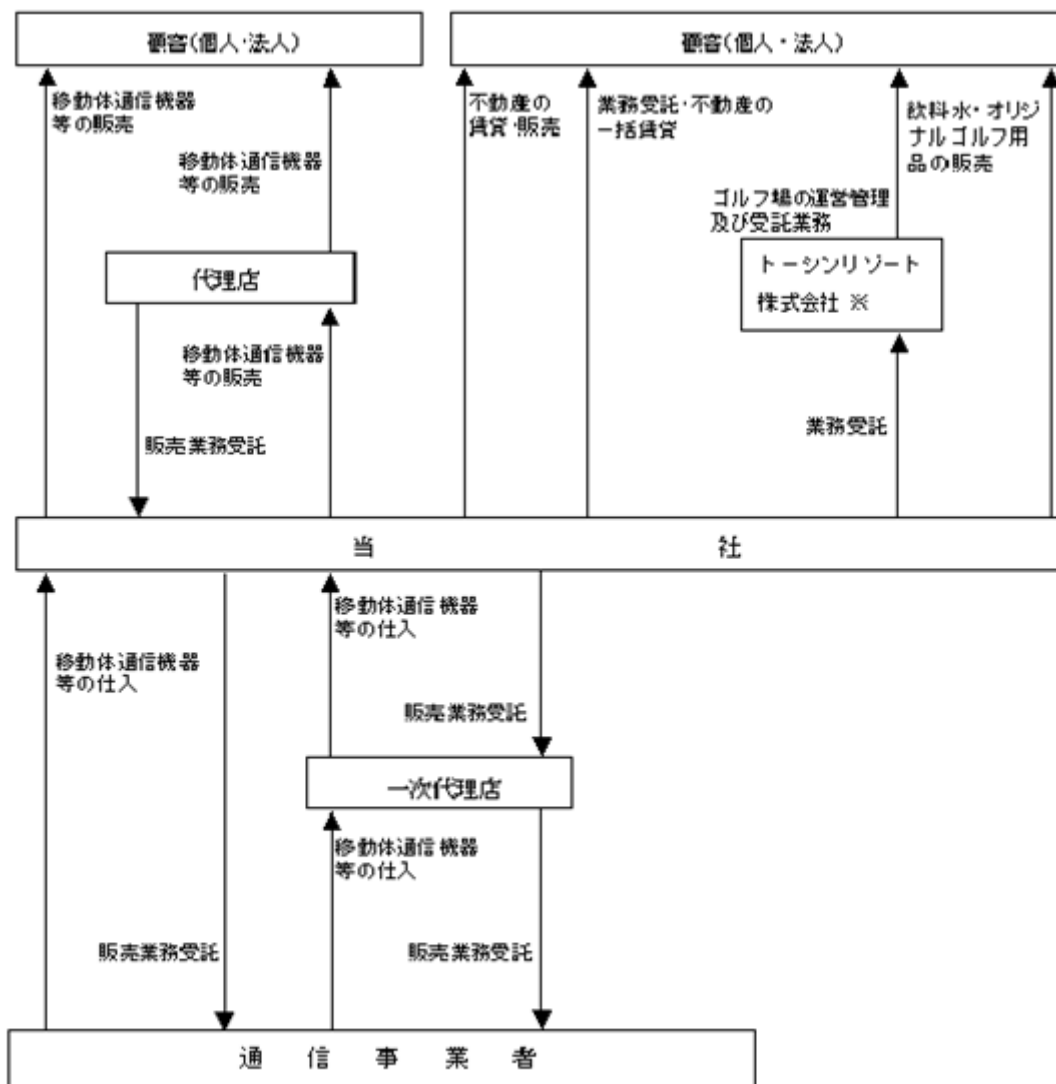 顧客(個人・法人)
顧客(個人・法人)
移動体通信機器
等の販売
移動体通信機器
等の販売
不動産の
賃貸・販売
業務受託・不動産の
一括賃貸
飲料水・オリジ
ナルゴルフ用
品の販売
ゴルフ場の運営管理
及び受託業務
代理店
トーシンリゾート
株式会社 ※
移動体通信機器
等の販売
販売業務受託
業務受託
当社
移動体通信機器
等の仕入
移動体通信機器
等の仕入
販売業務受託
一次代理店
移動体通信機器
等の仕入
販売業務受託
販売業務受託
通信事業者